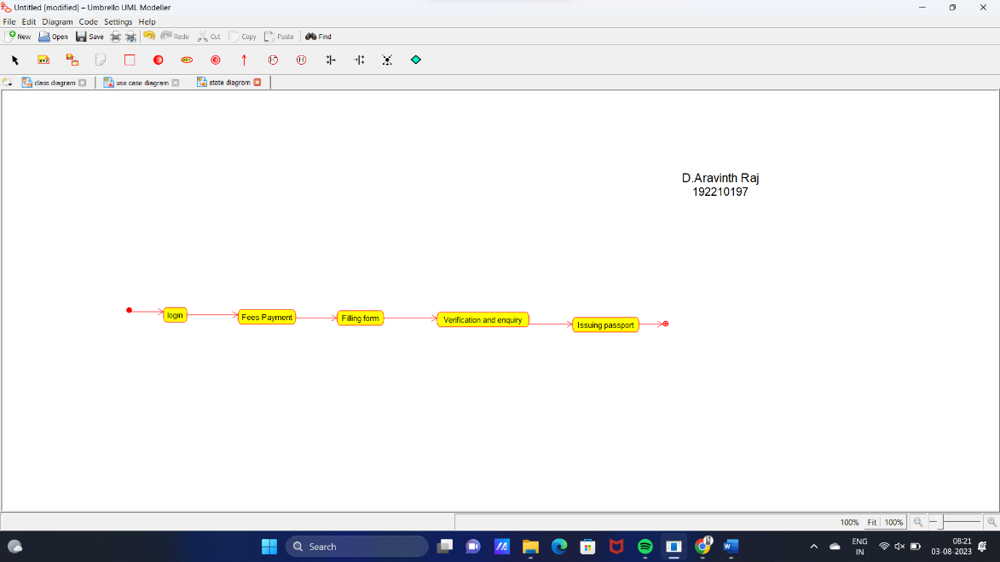 Untitled [modified] – Umbrello UML Modeller
File Edit Diagram Code Settings Help
New Open Save Redo Cut Copy Paste Find
XYZ ABC H* H
class diagram use case diagram state diagram
D.Aravinth Raj
192210197
login Fees Payment Filling form Verification and enquiry Issuing passport
100% Fit 100%
Search
ENG
IN
08:21
03-08-2023